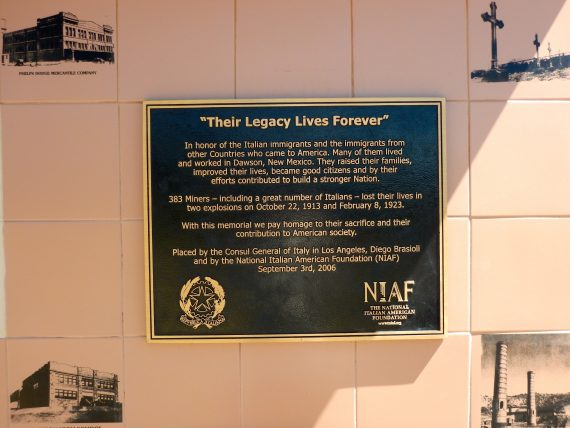 PHELPS DODGE MERCANTILE COMPANY
"Their Legacy Lives Forever"
In honor of the Italian immigrants and the immigrants from
other Countries who came to America. Many of them lived
and worked in Dawson, New Mexico. They raised their families,
improved their lives, became good citizens and by their
efforts contributed to build a stronger Nation.
383 Miners – including a great number of Italians – lost their lives in
two explosions on October 22, 1913 and February 8, 1923.
With this memorial we pay homage to their sacrifice and their
contribution to American society.
Placed by the Consul General of Italy in Los Angeles, Diego Brasioli
and by the National Italian American Foundation (NIAF)
September 3rd, 2006
NIAF
THE NATIONAL
ITALIAN AMERICAN
FOUNDATION
www.niaf.org